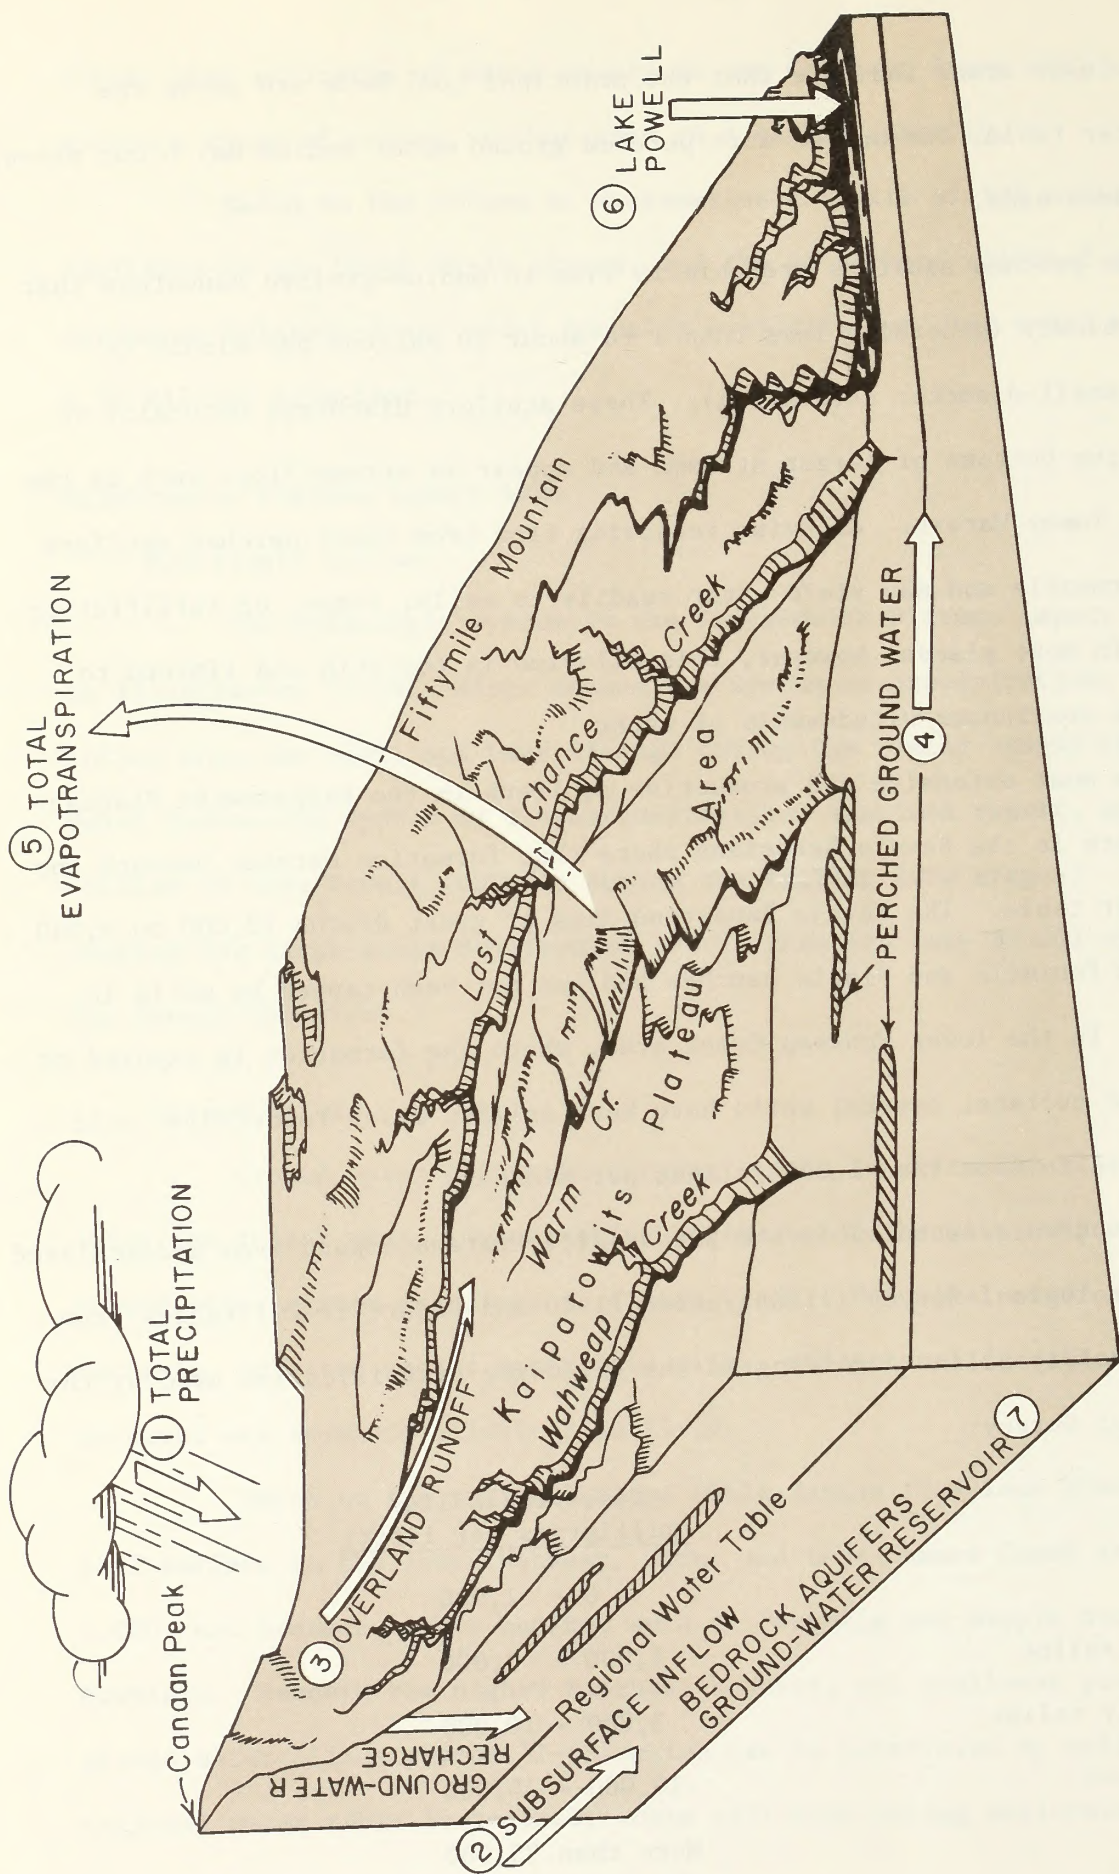 Canaan Peak
① TOTAL
PRECIPITATION
⑤ TOTAL
EVAPOTRANSPIRATION
⑥ LAKE
POWELL
③ OVERLAND RUNOFF
Fiftymile Mountain
Last Chance Creek
Warm Cr.
Kaiparowits Plateau Area
Wahweap Creek
GROUND-WATER
RECHARGE
Regional Water Table
② SUBSURFACE INFLOW
BEDROCK AQUIFERS
GROUND-WATER RESERVOIR ⑦
PERCHED GROUND WATER
④